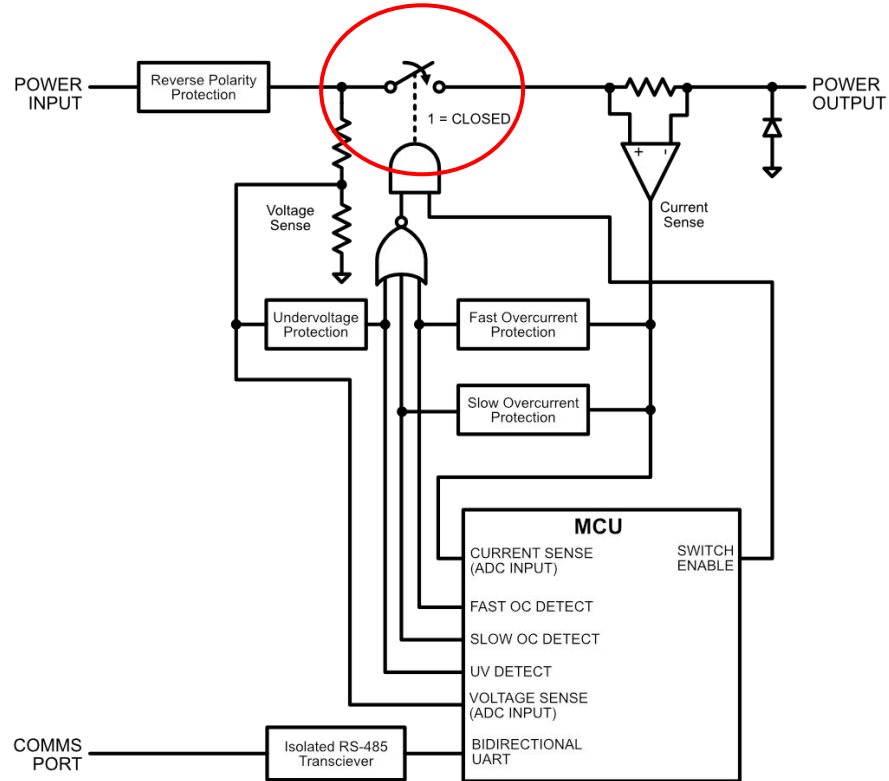 POWER
INPUT
Reverse Polarity
Protection
1 = CLOSED
POWER
OUTPUT
+ -
Voltage
Sense
Current
Sense
Undervoltage
Protection
Fast Overcurrent
Protection
Slow Overcurrent
Protection
MCU
CURRENT SENSE
(ADC INPUT)
SWITCH
ENABLE
FAST OC DETECT
SLOW OC DETECT
UV DETECT
VOLTAGE SENSE
(ADC INPUT)
BIDIRECTIONAL
UART
COMMS
PORT
Isolated RS-485
Transciever